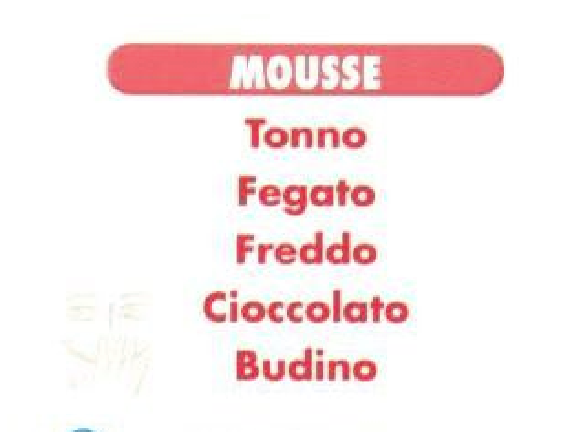 MOUSSE
Tonno
Fegato
Freddo
Cioccolato
Budino